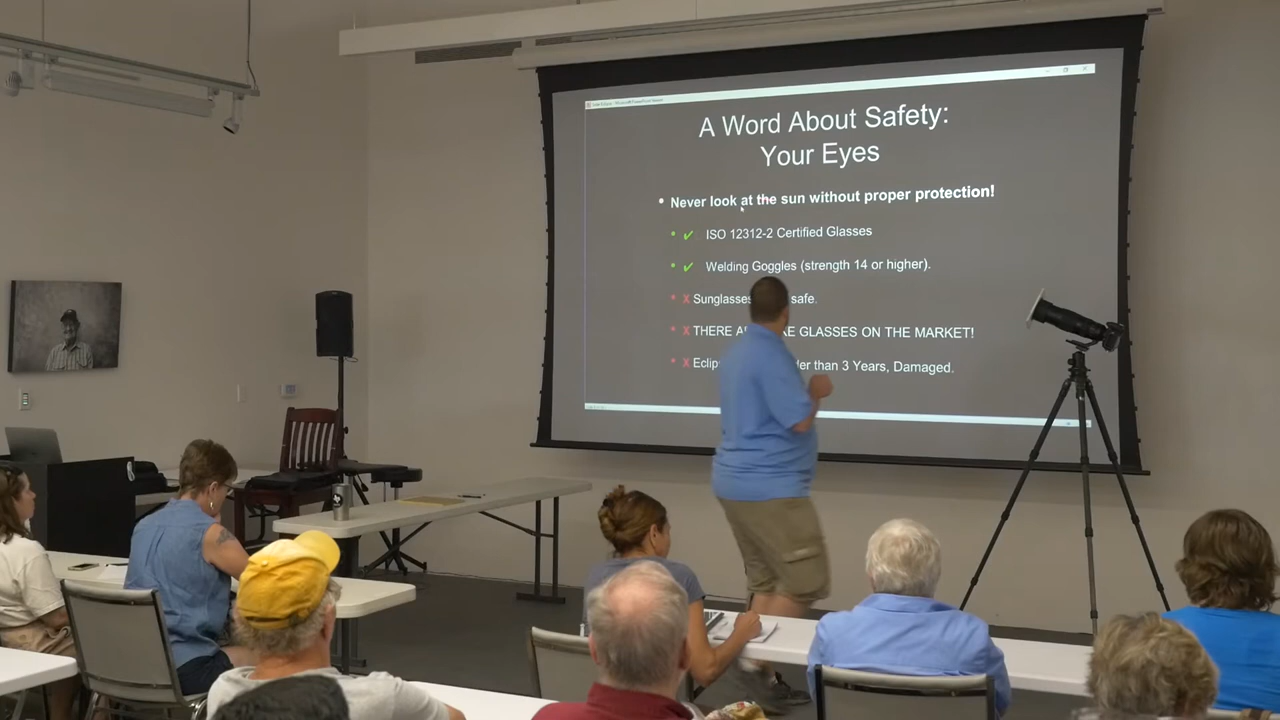 A Word About Safety:
Your Eyes
• Never look at the sun without proper protection!
• ✓ ISO 12312-2 Certified Glasses
• ✓ Welding Goggles (strength 14 or higher).
• X Sunglasses safe.
• X THERE GLASSES ON THE MARKET!
• X than 3 Years, Damaged.